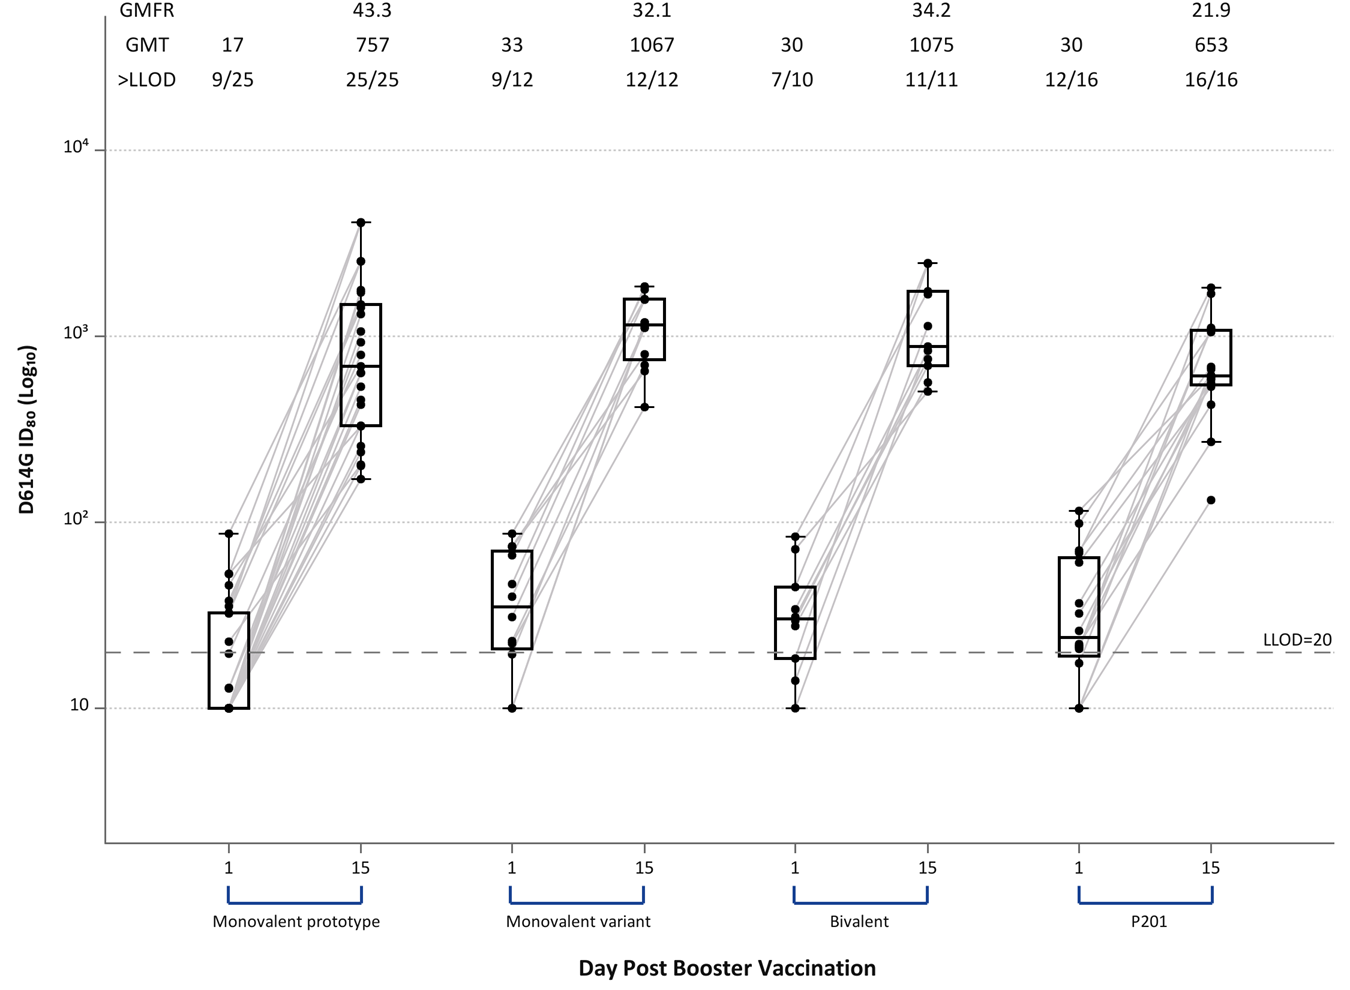 GMFR 43.3 32.1 34.2 21.9
GMT 17 757 33 1067 30 1075 30 653
>LLOD 9/25 25/25 9/12 12/12 7/10 11/11 12/16 16/16
10⁴
10³
10²
10
D614G ID₈₀ (Log₁₀)
LLOD=20
1 15 1 15 1 15 1 15
Monovalent prototype Monovalent variant Bivalent P201
Day Post Booster Vaccination